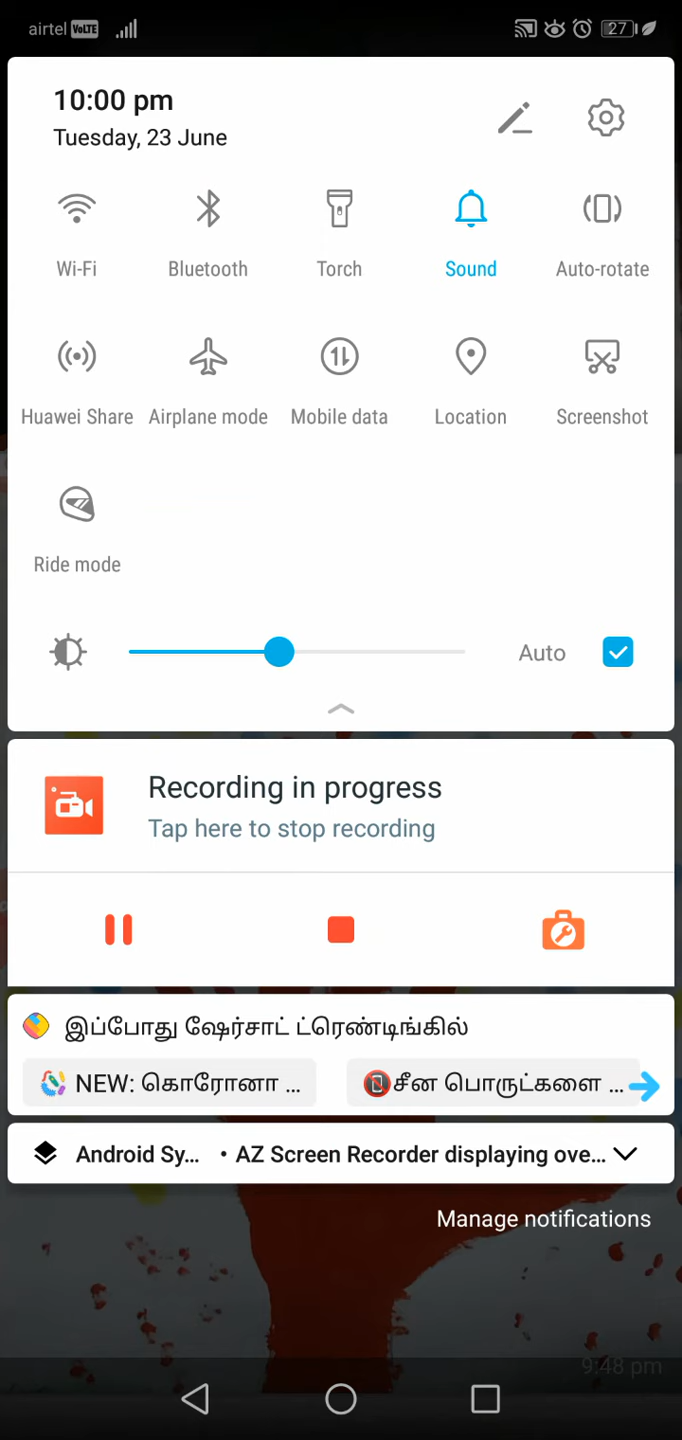 airtel VoLTE 27
10:00 pm
Tuesday, 23 June
Wi-Fi Bluetooth Torch Sound Auto-rotate
Huawei Share Airplane mode Mobile data Location Screenshot
Ride mode
Auto
Recording in progress
Tap here to stop recording
இப்போது ஷேர்சாட் ட்ரெண்டிங்கில்
NEW: கொரோனா ... சீன பொருட்களை ...
Android Sy... • AZ Screen Recorder displaying ove...
Manage notifications
9:48 pm